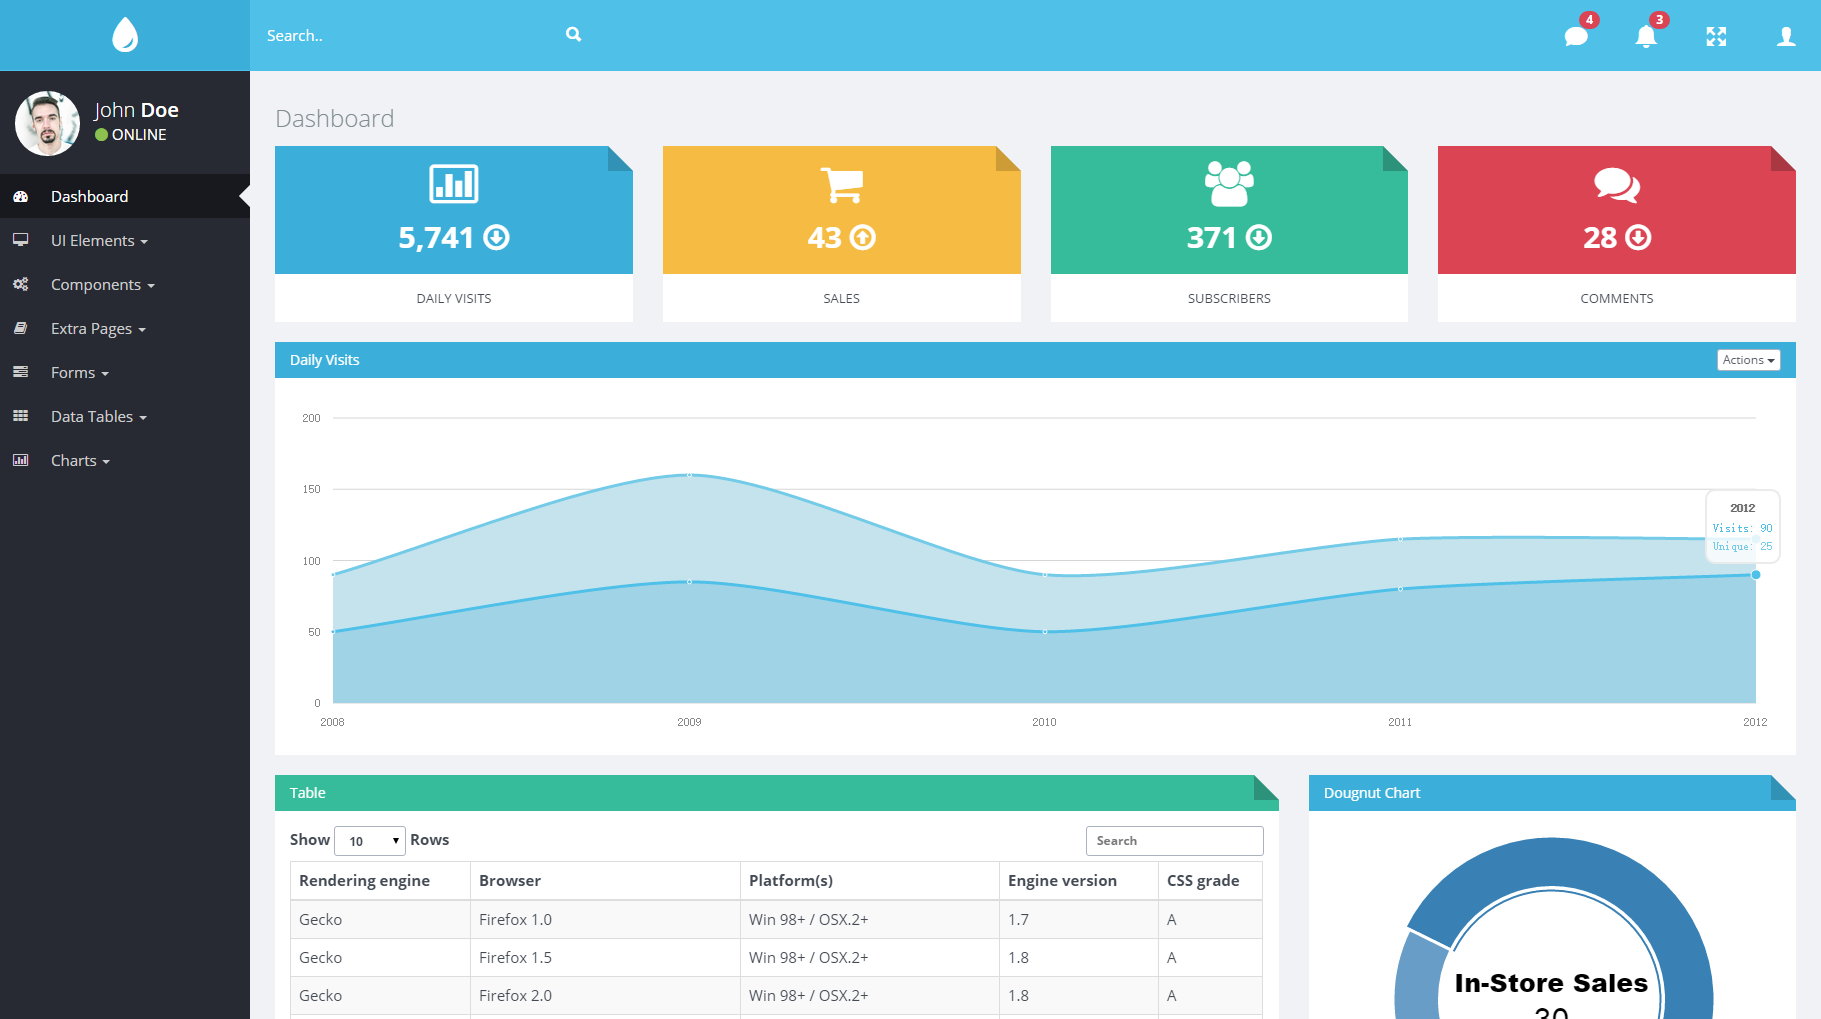 Search..
4
3
John Doe
ONLINE
Dashboard
UI Elements
Components
Extra Pages
Forms
Data Tables
Charts
Dashboard
5,741
DAILY VISITS
43
SALES
371
SUBSCRIBERS
28
COMMENTS
Daily Visits
Actions
200
150
100
50
0
2008
2009
2010
2011
2012
2012
Visits: 90
Unique: 25
Table
Show 10 Rows
Search
Rendering engine Browser Platform(s) Engine version CSS grade
Gecko Firefox 1.0 Win 98+ / OSX.2+ 1.7 A
Gecko Firefox 1.5 Win 98+ / OSX.2+ 1.8 A
Gecko Firefox 2.0 Win 98+ / OSX.2+ 1.8 A
Dougnut Chart
In-Store Sales
30